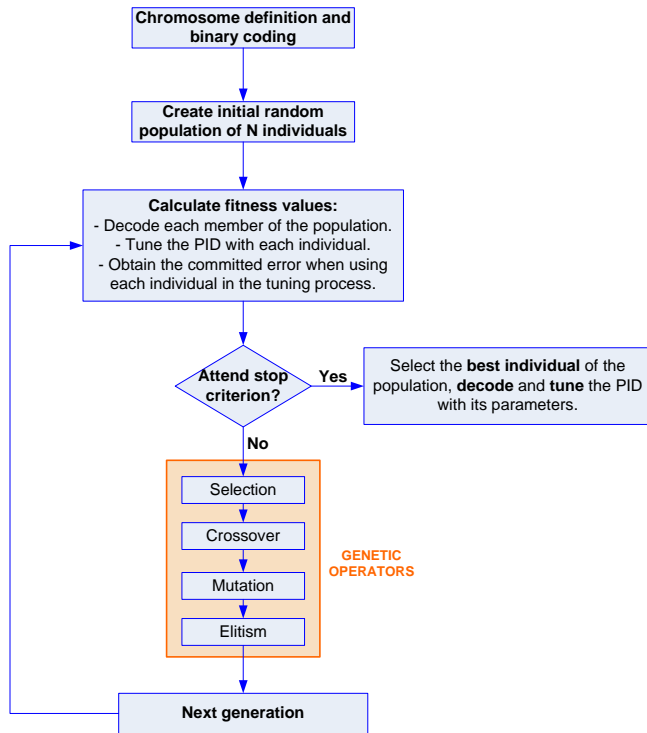 Chromosome definition and
binary coding
Create initial random
population of N individuals
Calculate fitness values:
- Decode each member of the population.
- Tune the PID with each individual.
- Obtain the committed error when using
each individual in the tuning process.
Attend stop
criterion?
Yes
Select the best individual of the
population, decode and tune the PID
with its parameters.
No
Selection
Crossover
Mutation
Elitism
GENETIC
OPERATORS
Next generation